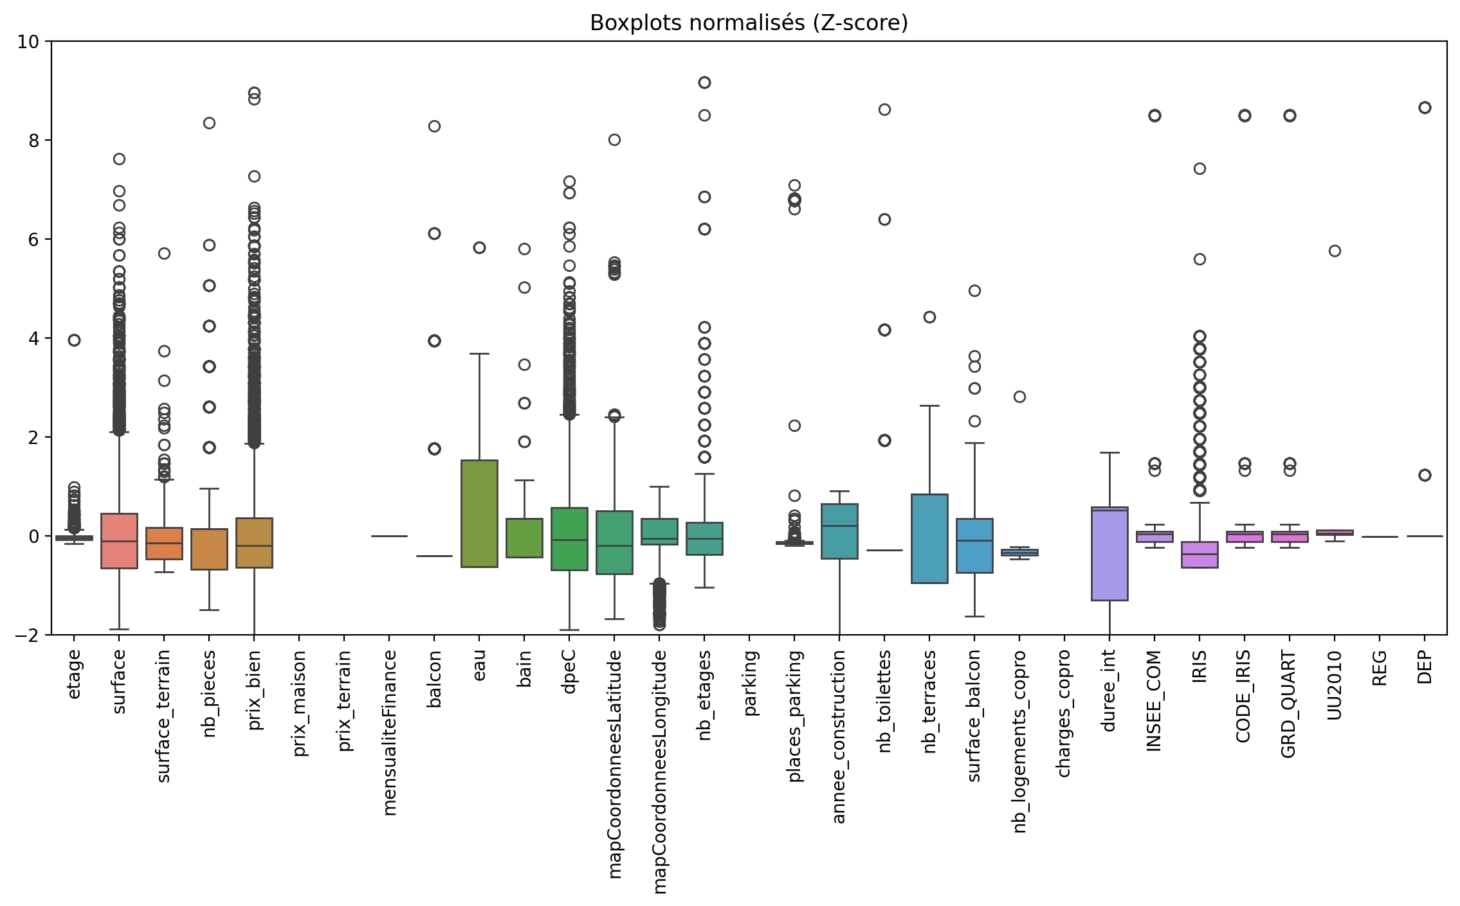 Boxplots normalisés (Z-score)
10
8
6
4
2
0
−2
etage
surface
surface_terrain
nb_pieces
prix_bien
prix_maison
prix_terrain
mensualiteFinance
balcon
eau
bain
dpeC
mapCoordonneesLatitude
mapCoordonneesLongitude
nb_etages
parking
places_parking
annee_construction
nb_toilettes
nb_terraces
surface_balcon
nb_logements_copro
charges_copro
duree_int
INSEE_COM
IRIS
CODE_IRIS
GRD_QUART
UU2010
REG
DEP